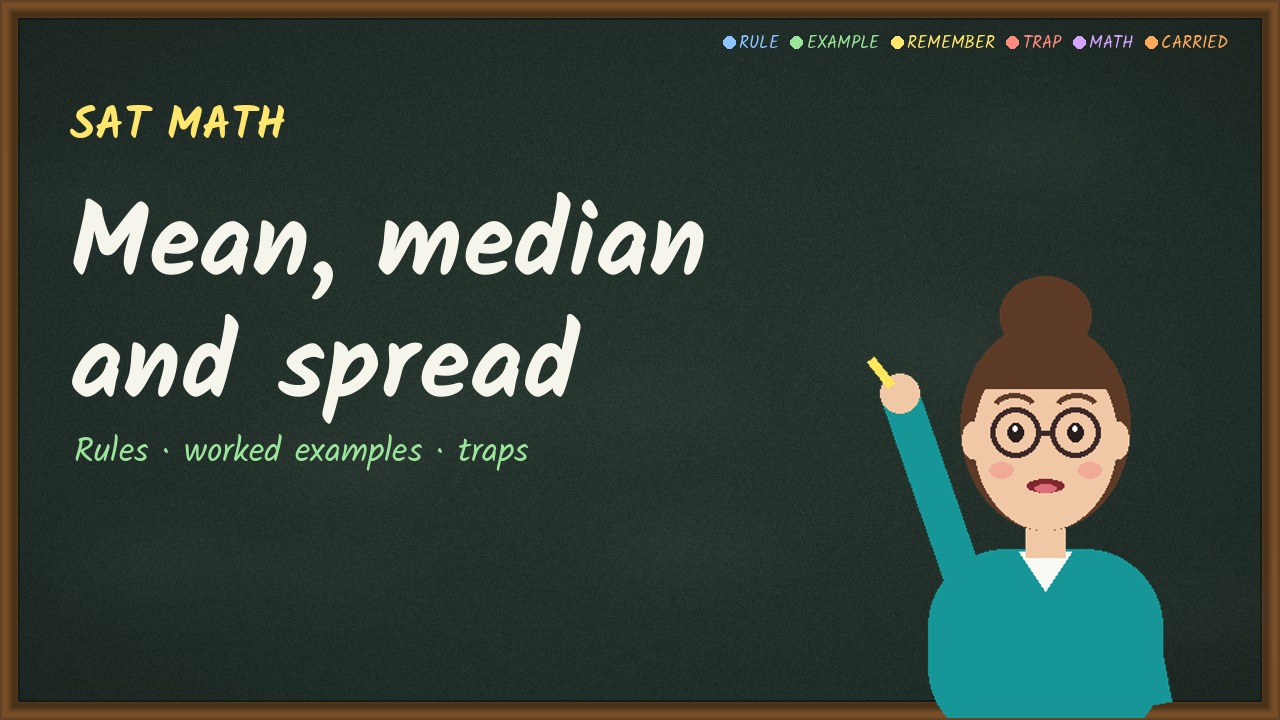 RULE EXAMPLE REMEMBER TRAP MATH CARRIED
SAT MATH
Mean, median
and spread
Rules · worked examples · traps